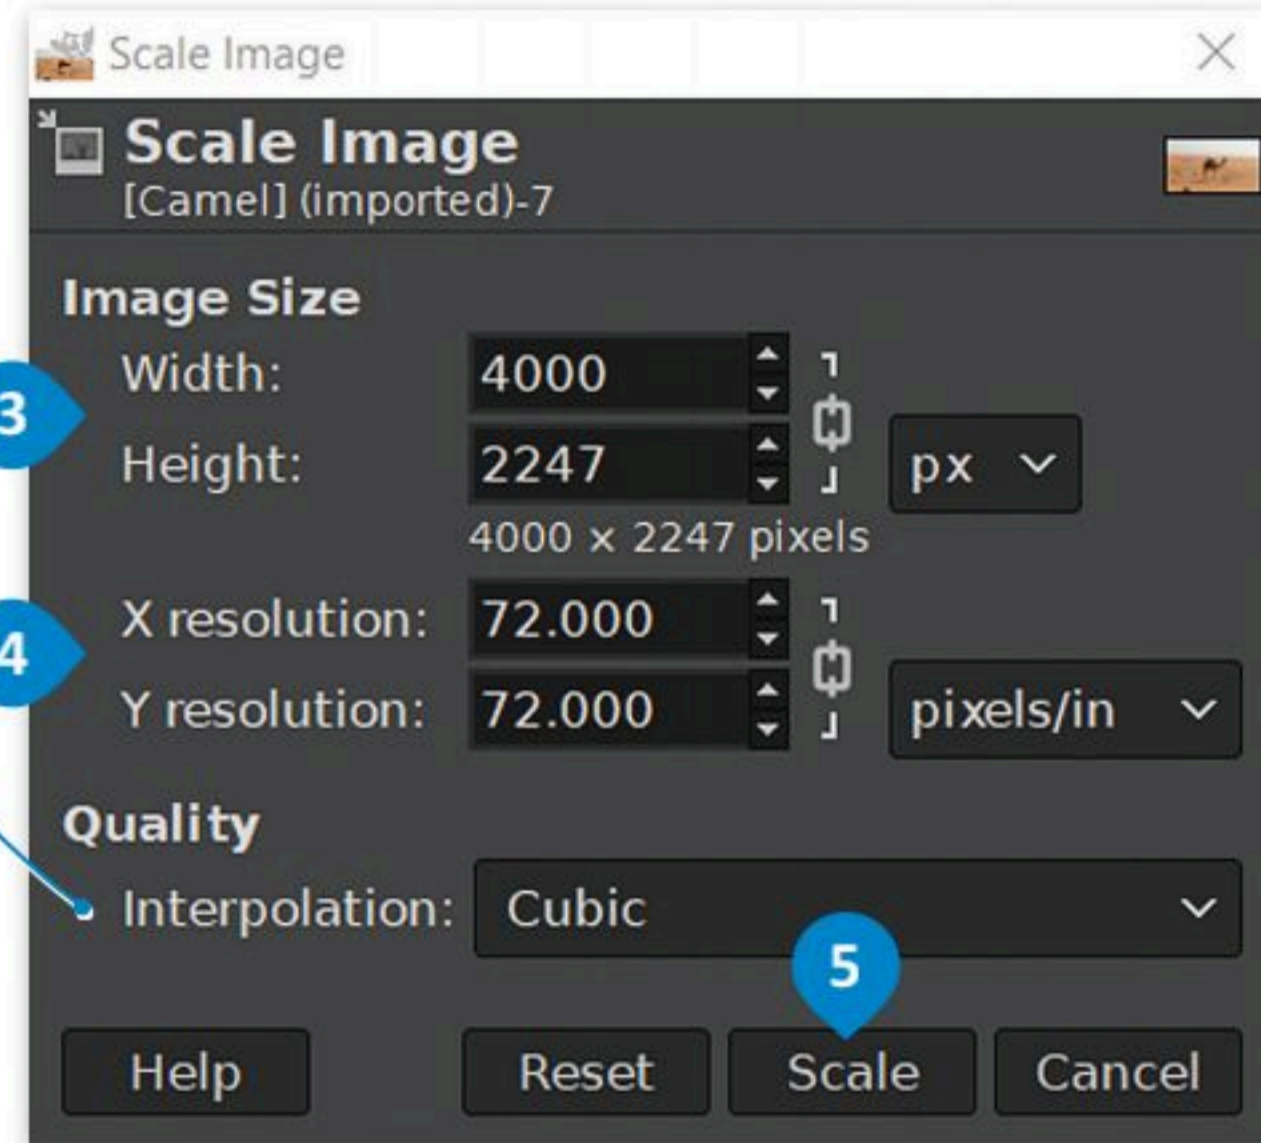 Scale Image
Scale Image
[Camel] (imported)-7
Image Size
Width: 4000
3
Height: 2247 px
4000 × 2247 pixels
X resolution: 72.000
4
Y resolution: 72.000 pixels/in
Quality
Interpolation: Cubic
5
Help Reset Scale Cancel